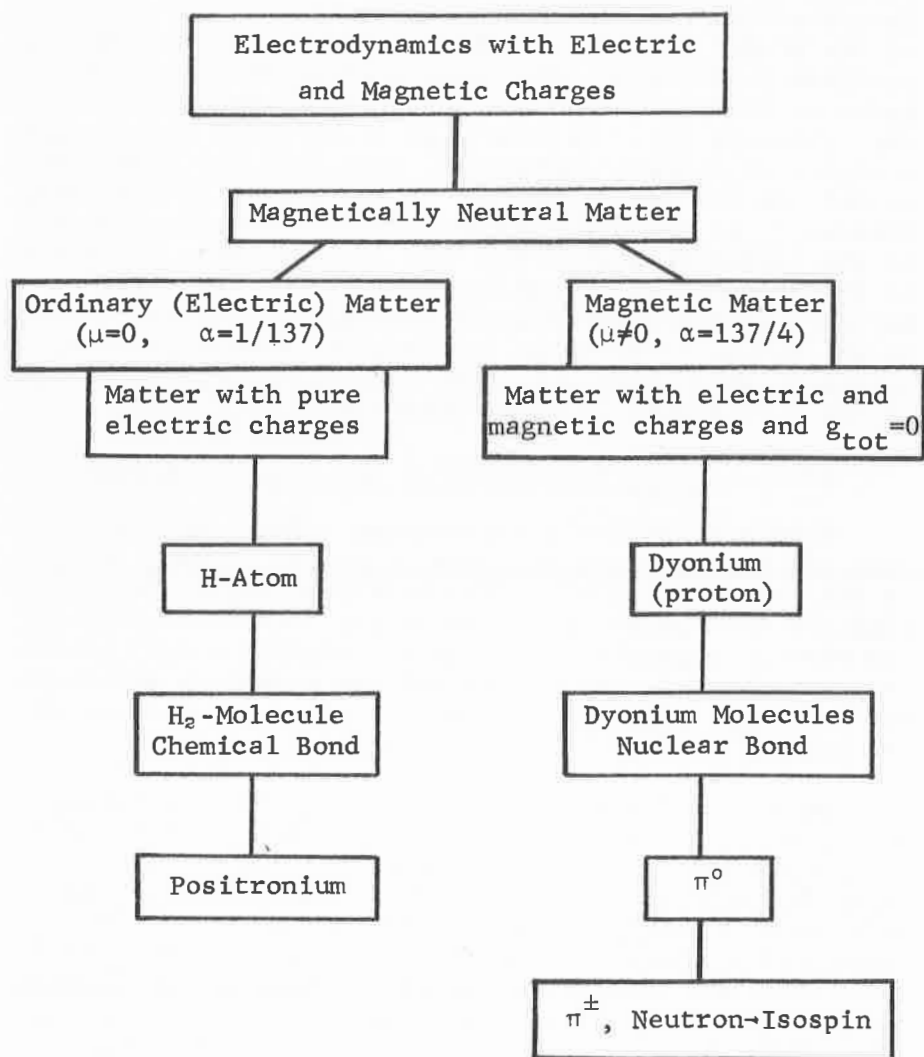 Electrodynamics with Electric
and Magnetic Charges
Magnetically Neutral Matter
Ordinary (Electric) Matter
(μ=0, α=1/137)
Matter with pure
electric charges
H-Atom
H₂-Molecule
Chemical Bond
Positronium
Magnetic Matter
(μ≠0, α=137/4)
Matter with electric and
magnetic charges and g_tot=0
Dyonium
(proton)
Dyonium Molecules
Nuclear Bond
π°
π±, Neutron→Isospin